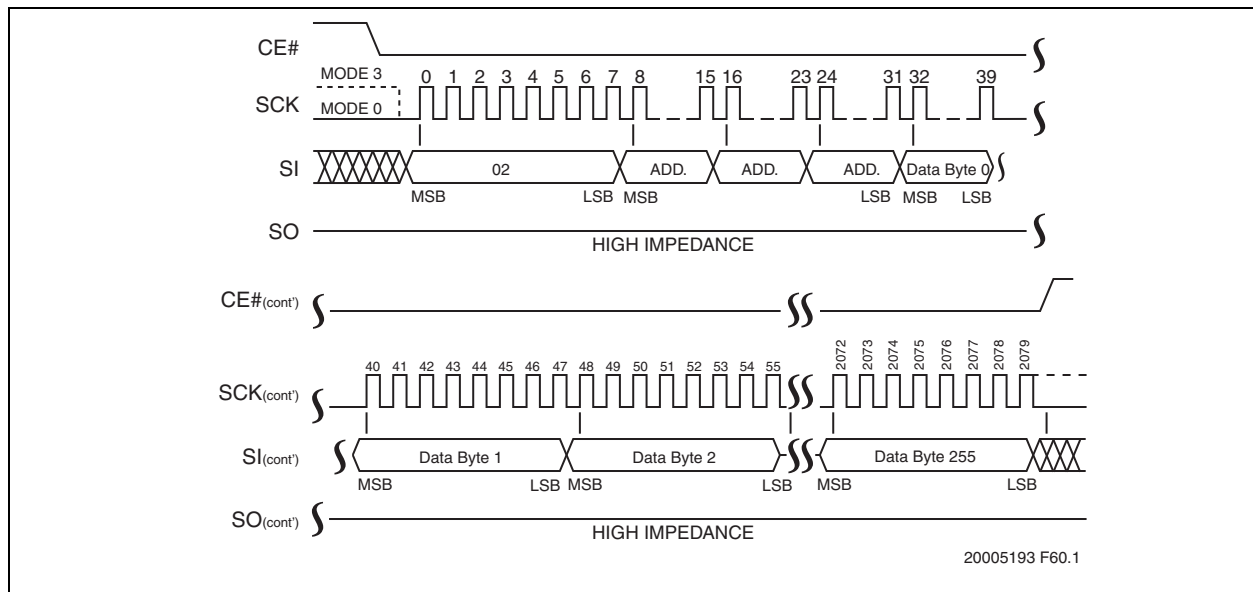 CE#
MODE 3
0 1 2 3 4 5 6 7 8 15 16 23 24 31 32 39
SCK
MODE 0
SI
02 ADD. ADD. ADD. Data Byte 0
MSB LSB MSB LSB MSB LSB
SO
HIGH IMPEDANCE
CE#(cont')
2072 2073 2074 2075 2076 2077 2078 2079
40 41 42 43 44 45 46 47 48 49 50 51 52 53 54 55
SCK(cont')
SI(cont')
Data Byte 1 Data Byte 2 Data Byte 255
MSB LSB MSB LSB MSB LSB
SO(cont')
HIGH IMPEDANCE
20005193 F60.1